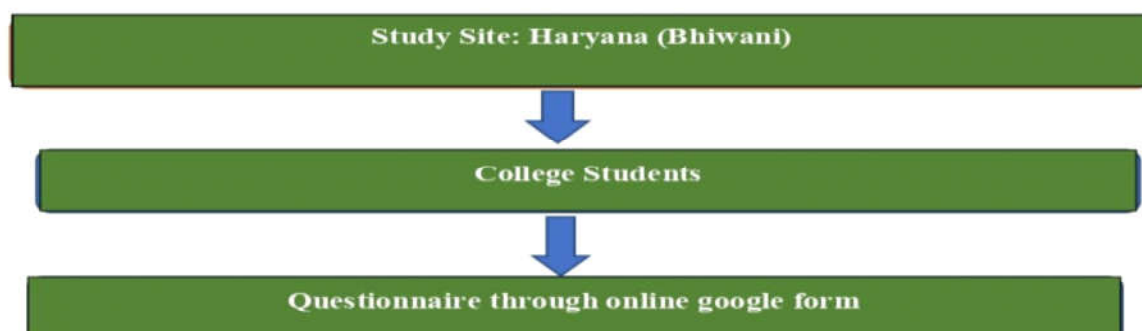 Study Site: Haryana (Bhiwani)
College Students
Questionnaire through online google form